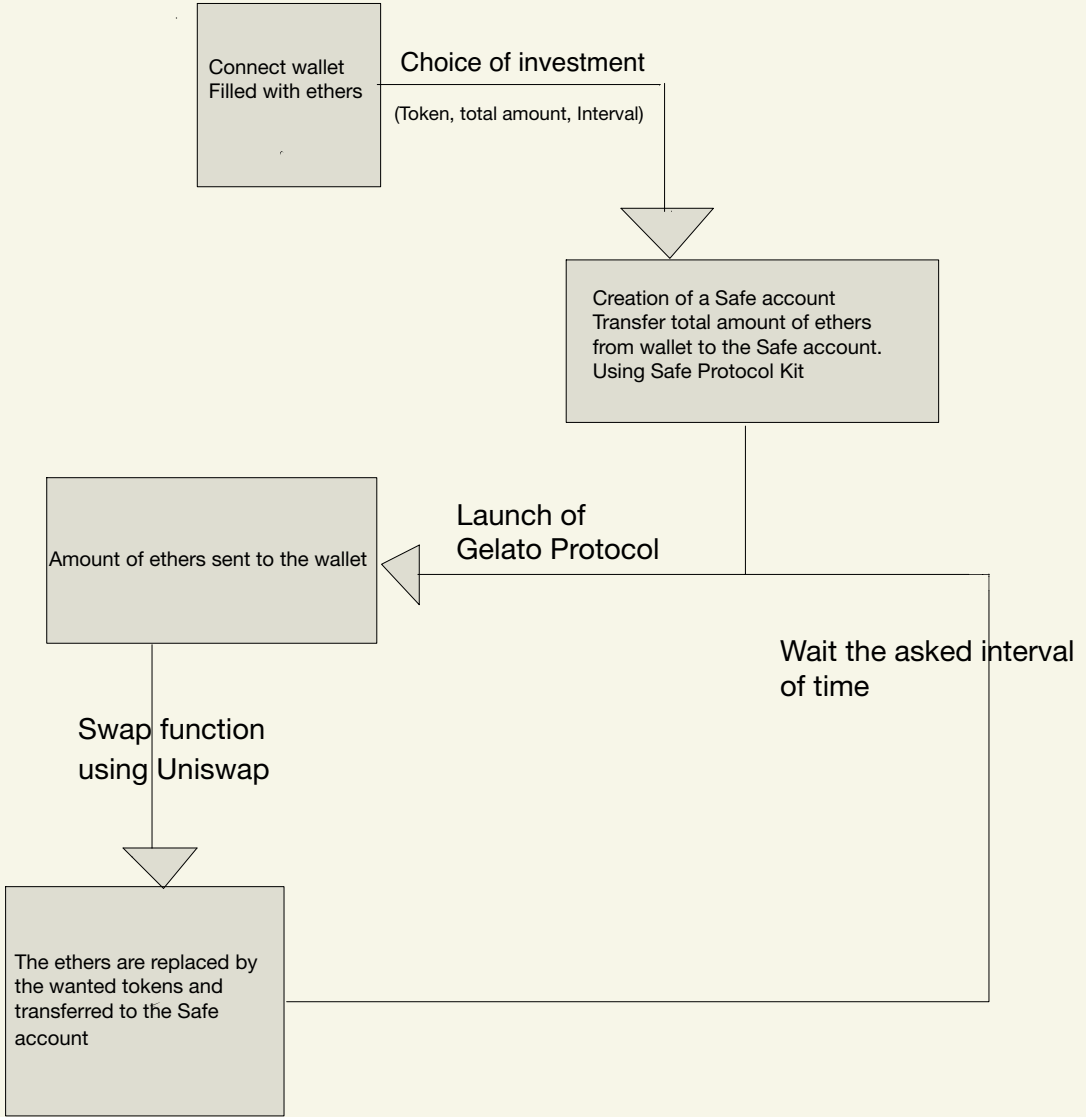 Connect wallet
Filled with ethers
Choice of investment
(Token, total amount, Interval)
Creation of a Safe account
Transfer total amount of ethers
from wallet to the Safe account.
Using Safe Protocol Kit
Launch of
Gelato Protocol
Amount of ethers sent to the wallet
Wait the asked interval
of time
Swap function
using Uniswap
The ethers are replaced by
the wanted tokens and
transferred to the Safe
account